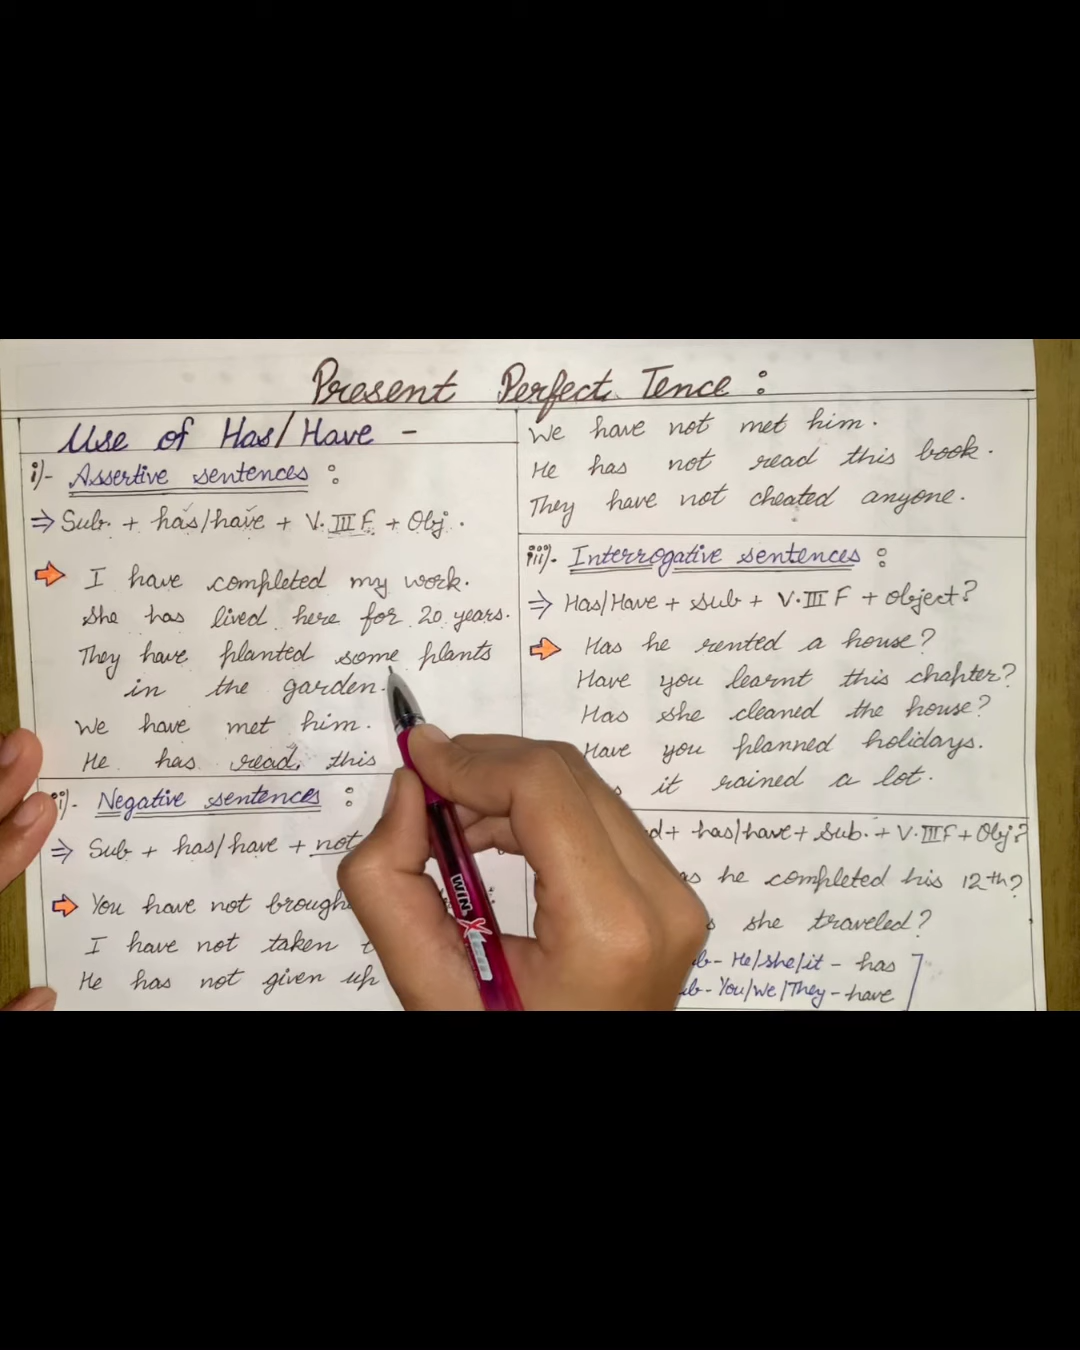 Present Perfect Tence :
Use of Has/Have -
i)- Assertive sentences :
⇒ Sub. + has/have + V.III F. + Obj.
I have completed my work.
She has lived here for 20 years.
They have planted some plants
in the garden.
We have met him.
He has read this
ii)- Negative sentences :
⇒ Sub + has/have + not
You have not brough
I have not taken
He has not given up
We have not met him.
He has not read this book.
They have not cheated anyone.
iii)- Interrogative sentences :
⇒ Has/Have + sub + V.III F + object?
Has he rented a house?
Have you learnt this chapter?
Has she cleaned the house?
Have you planned holidays.
it rained a lot.
+ has/have + sub. + V.III F + Obj?
he completed his 12th?
she traveled?
He/she/it - has
You/We/They - have
WIN